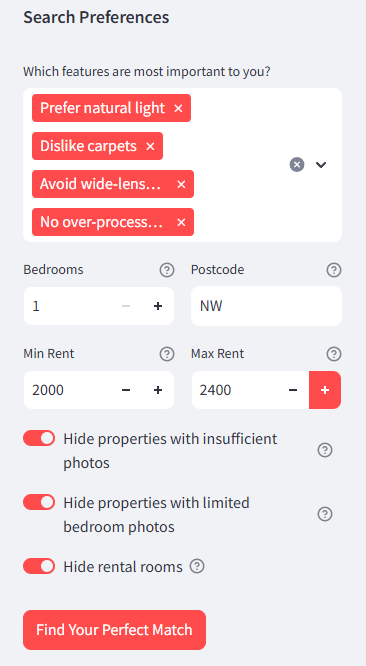 Search Preferences
Which features are most important to you?
Prefer natural light ×
Dislike carpets ×
Avoid wide-lens... ×
No over-process... ×
Bedrooms
Postcode
1
NW
Min Rent
Max Rent
2000
2400
Hide properties with insufficient
photos
Hide properties with limited
bedroom photos
Hide rental rooms
Find Your Perfect Match